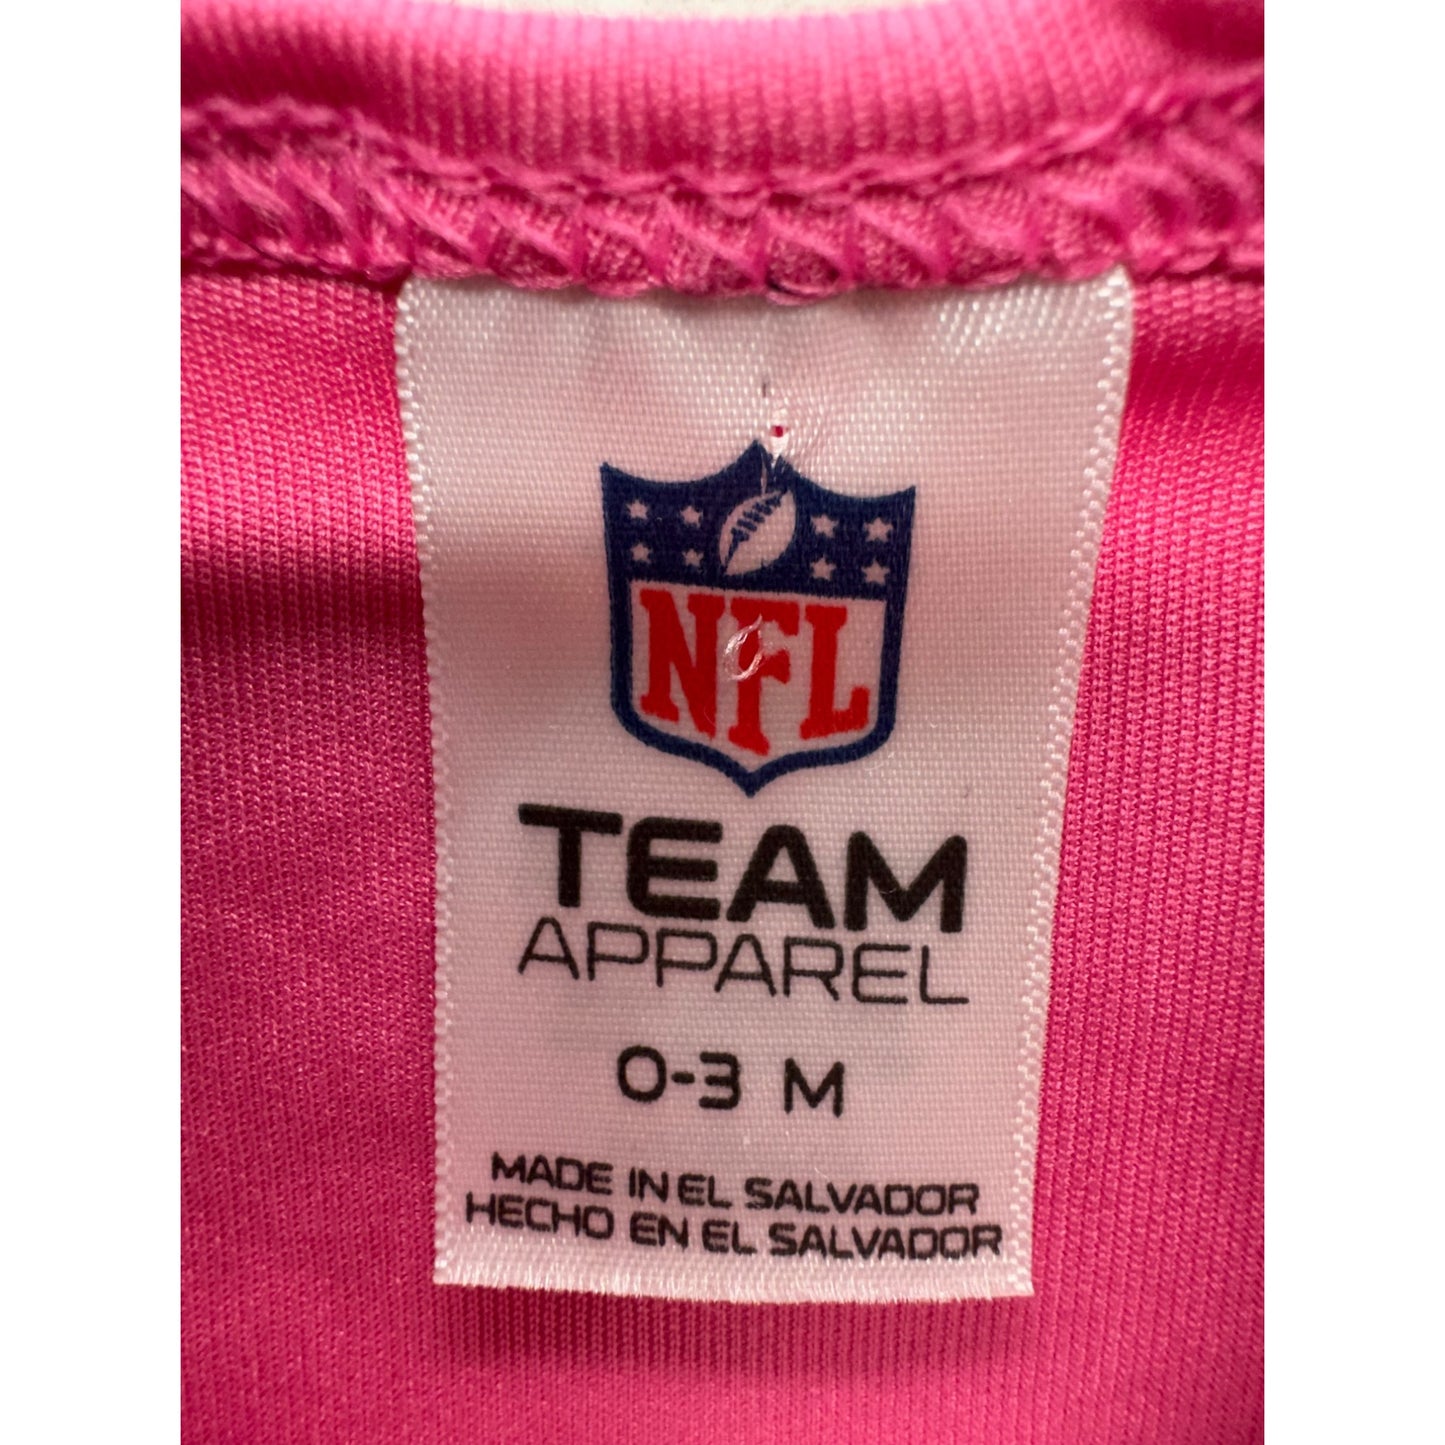 NFL
TEAM
APPAREL
0-3 M
MADE IN EL SALVADOR
HECHO EN EL SALVADOR